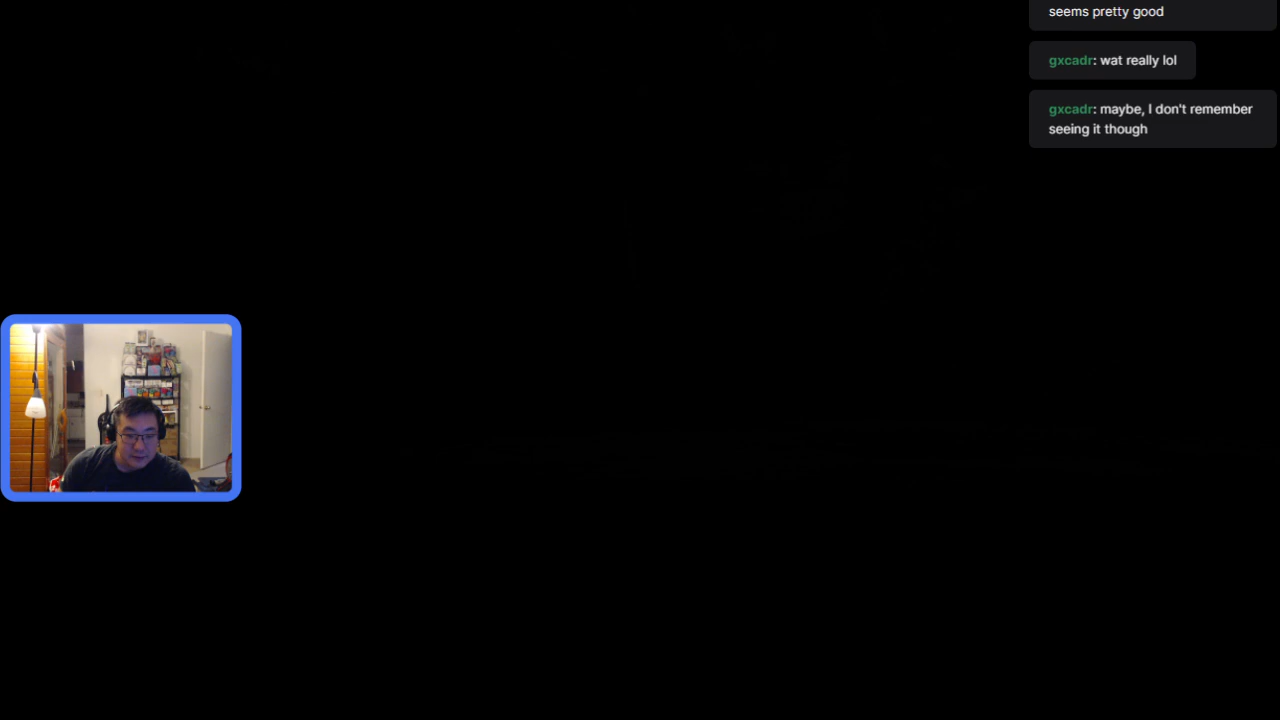 seems pretty good
gxcadr: wat really lol
gxcadr: maybe, I don't remember
seeing it though